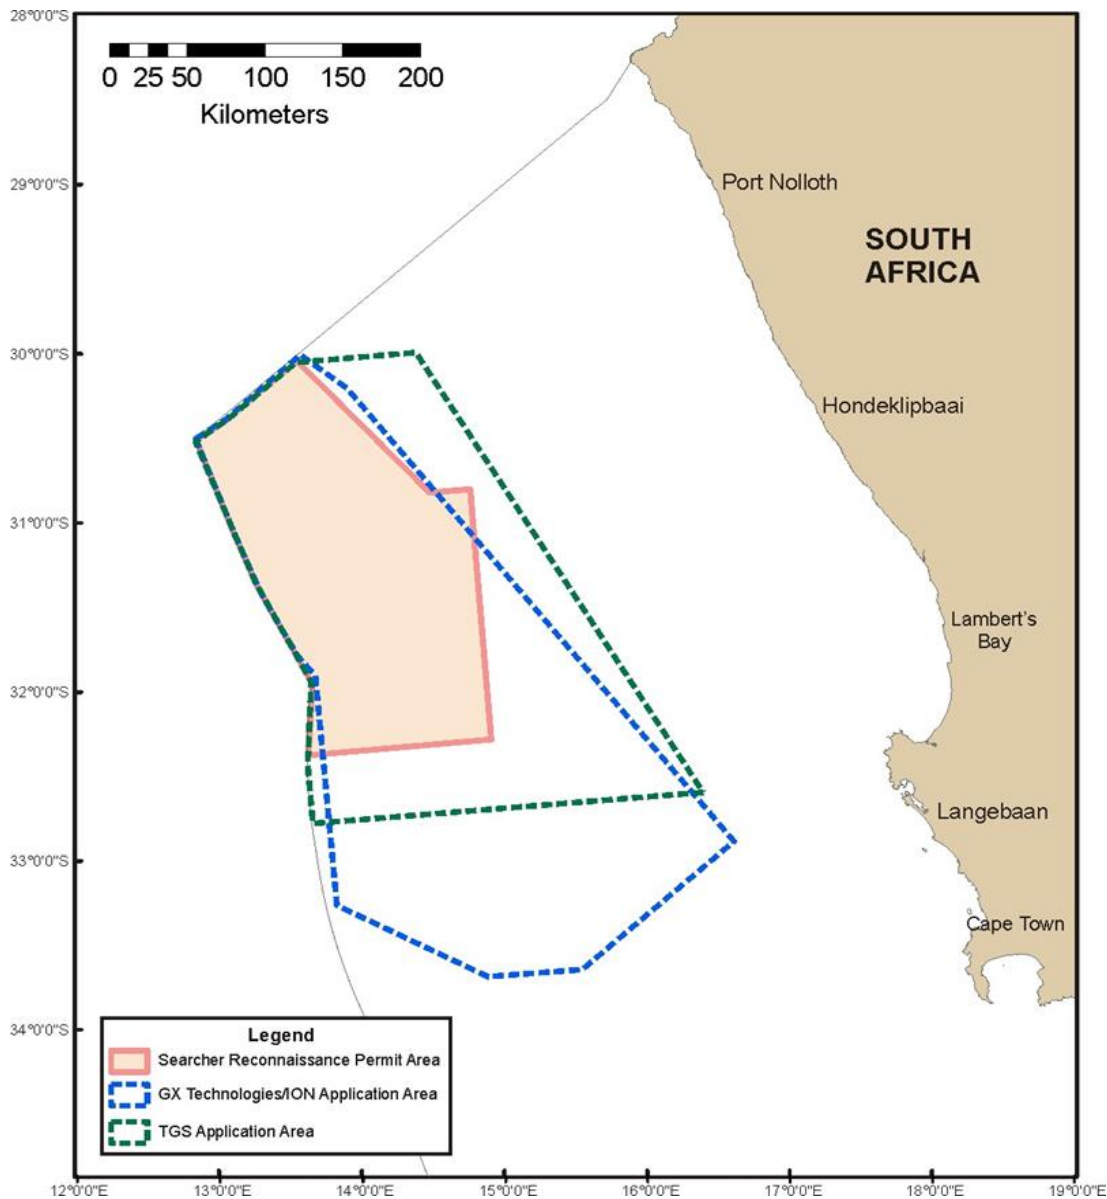 28°0'0"S
0 25 50 100 150 200
Kilometers
29°0'0"S
Port Nolloth
SOUTH
AFRICA
30°0'0"S
Hondeklipbaai
31°0'0"S
Lambert's
Bay
32°0'0"S
Langebaan
33°0'0"S
Cape Town
34°0'0"S
Legend
Searcher Reconnaissance Permit Area
GX Technologies/ION Application Area
TGS Application Area
12°0'0"E 13°0'0"E 14°0'0"E 15°0'0"E 16°0'0"E 17°0'0"E 18°0'0"E 19°0'0"E